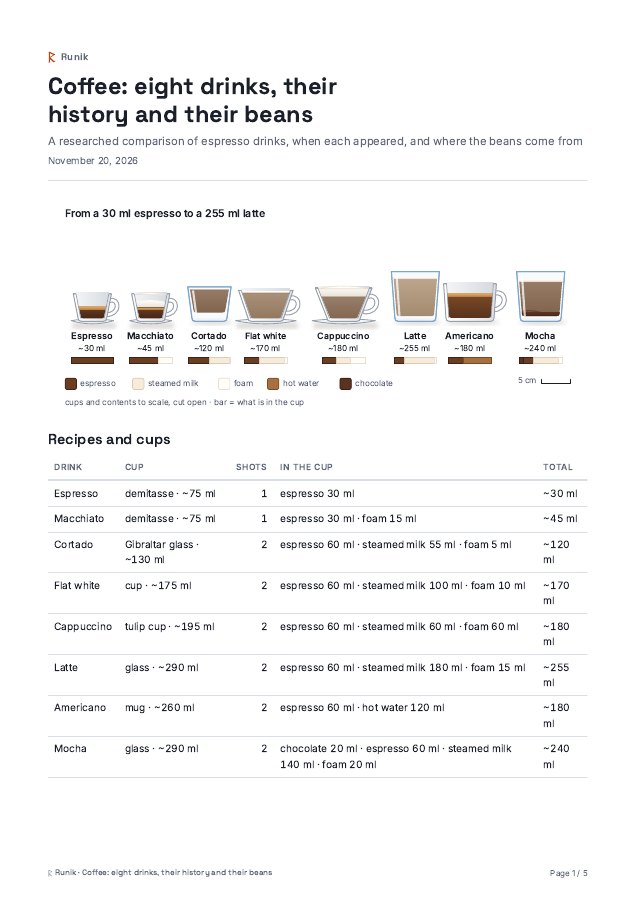 Runik
Coffee: eight drinks, their
history and their beans
A researched comparison of espresso drinks, when each appeared, and where the beans come from
November 20, 2026
From a 30 ml espresso to a 255 ml latte
Espresso Macchiato Cortado Flat white Cappuccino Latte Americano Mocha
~30 ml ~45 ml ~120 ml ~170 ml ~180 ml ~255 ml ~180 ml ~240 ml
espresso steamed milk foam hot water chocolate 5 cm
cups and contents to scale, cut open · bar = what is in the cup
Recipes and cups
DRINK CUP SHOTS IN THE CUP TOTAL
Espresso demitasse · ~75 ml 1 espresso 30 ml ~30 ml
Macchiato demitasse · ~75 ml 1 espresso 30 ml · foam 15 ml ~45 ml
Cortado Gibraltar glass · 2 espresso 60 ml · steamed milk 55 ml · foam 5 ml ~120
~130 ml ml
Flat white cup · ~175 ml 2 espresso 60 ml · steamed milk 100 ml · foam 10 ml ~170
ml
Cappuccino tulip cup · ~195 ml 2 espresso 60 ml · steamed milk 60 ml · foam 60 ml ~180
ml
Latte glass · ~290 ml 2 espresso 60 ml · steamed milk 180 ml · foam 15 ml ~255
ml
Americano mug · ~260 ml 2 espresso 60 ml · hot water 120 ml ~180
ml
Mocha glass · ~290 ml 2 chocolate 20 ml · espresso 60 ml · steamed milk ~240
140 ml · foam 20 ml ml
Runik · Coffee: eight drinks, their history and their beans Page 1 / 5